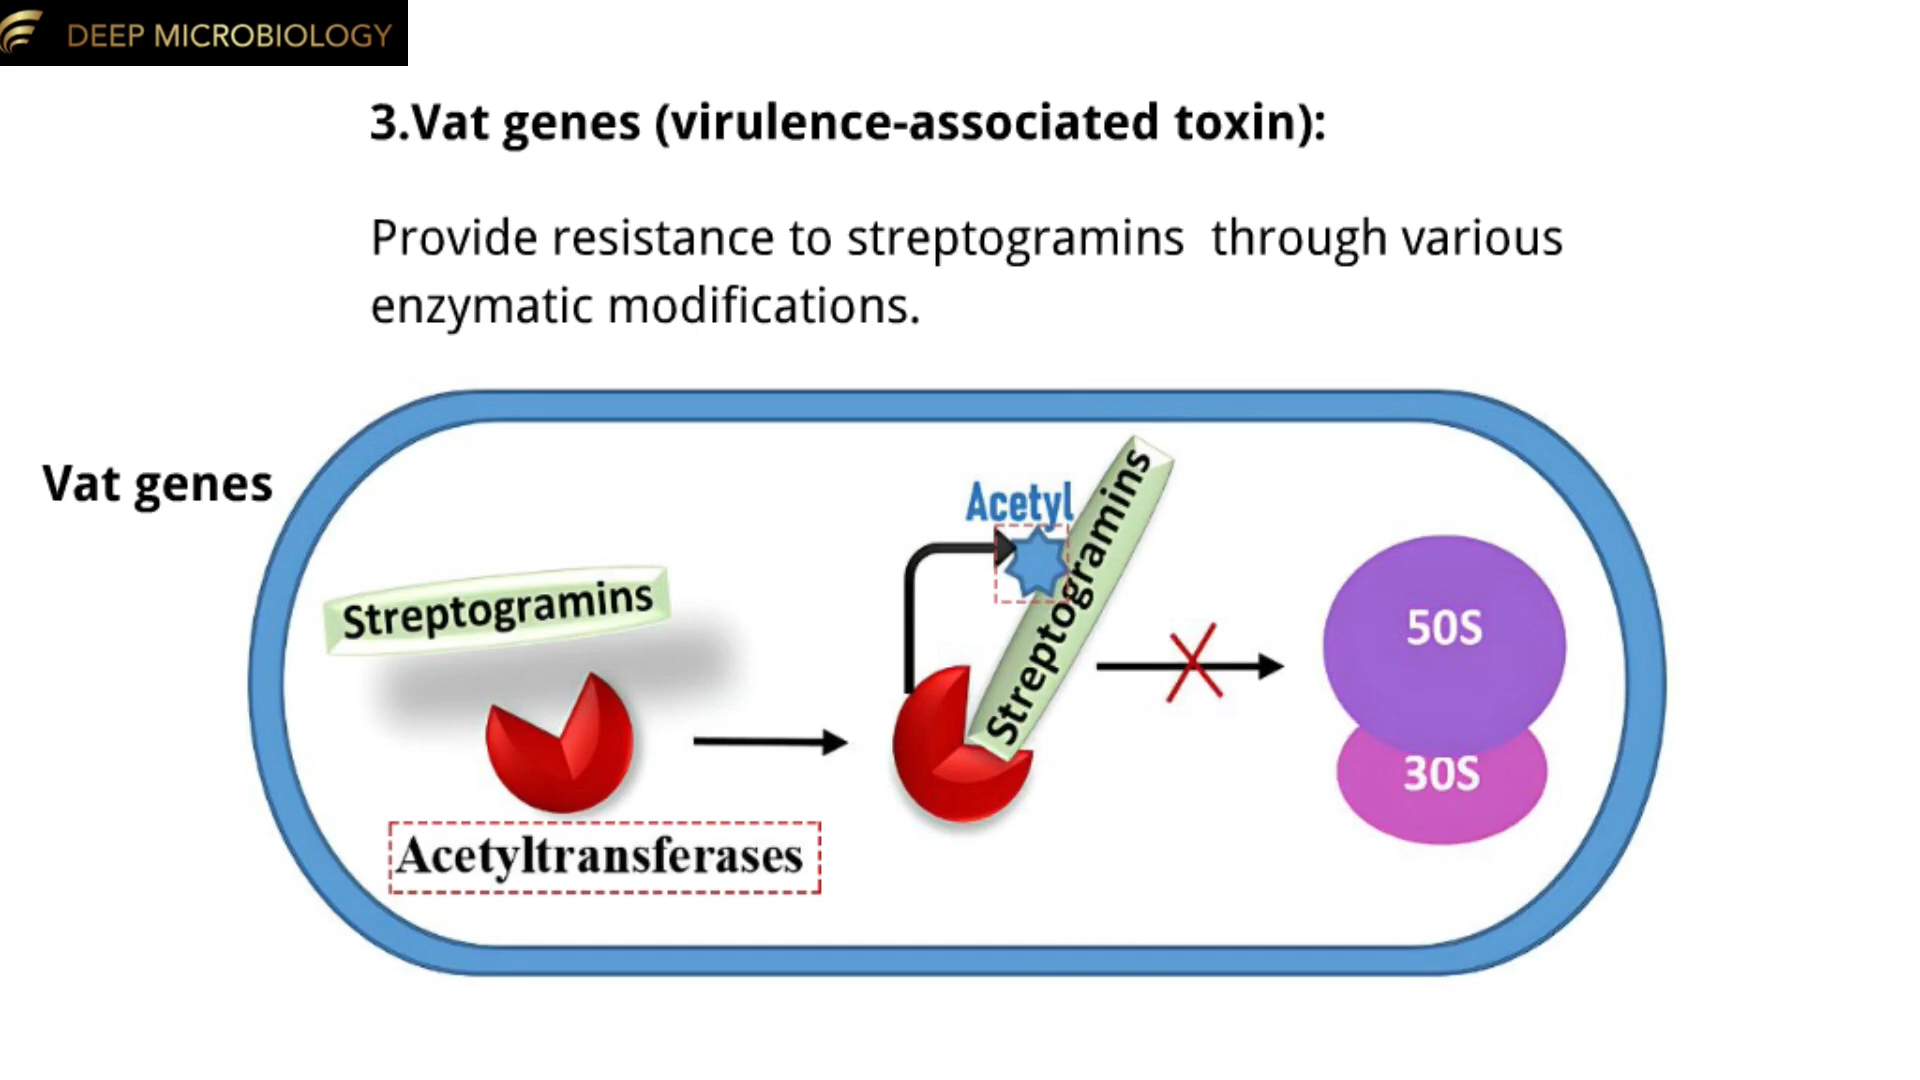 DEEP MICROBIOLOGY
3.Vat genes (virulence-associated toxin):
Provide resistance to streptogramins through various
enzymatic modifications.
Vat genes
Acetyl
Streptogramins
Streptogramins
50S
30S
Acetyltransferases